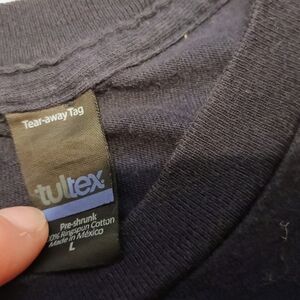 Tear-away Tag
tultex
Pre-shrunk
Ringspun Cotton
Made in México
L